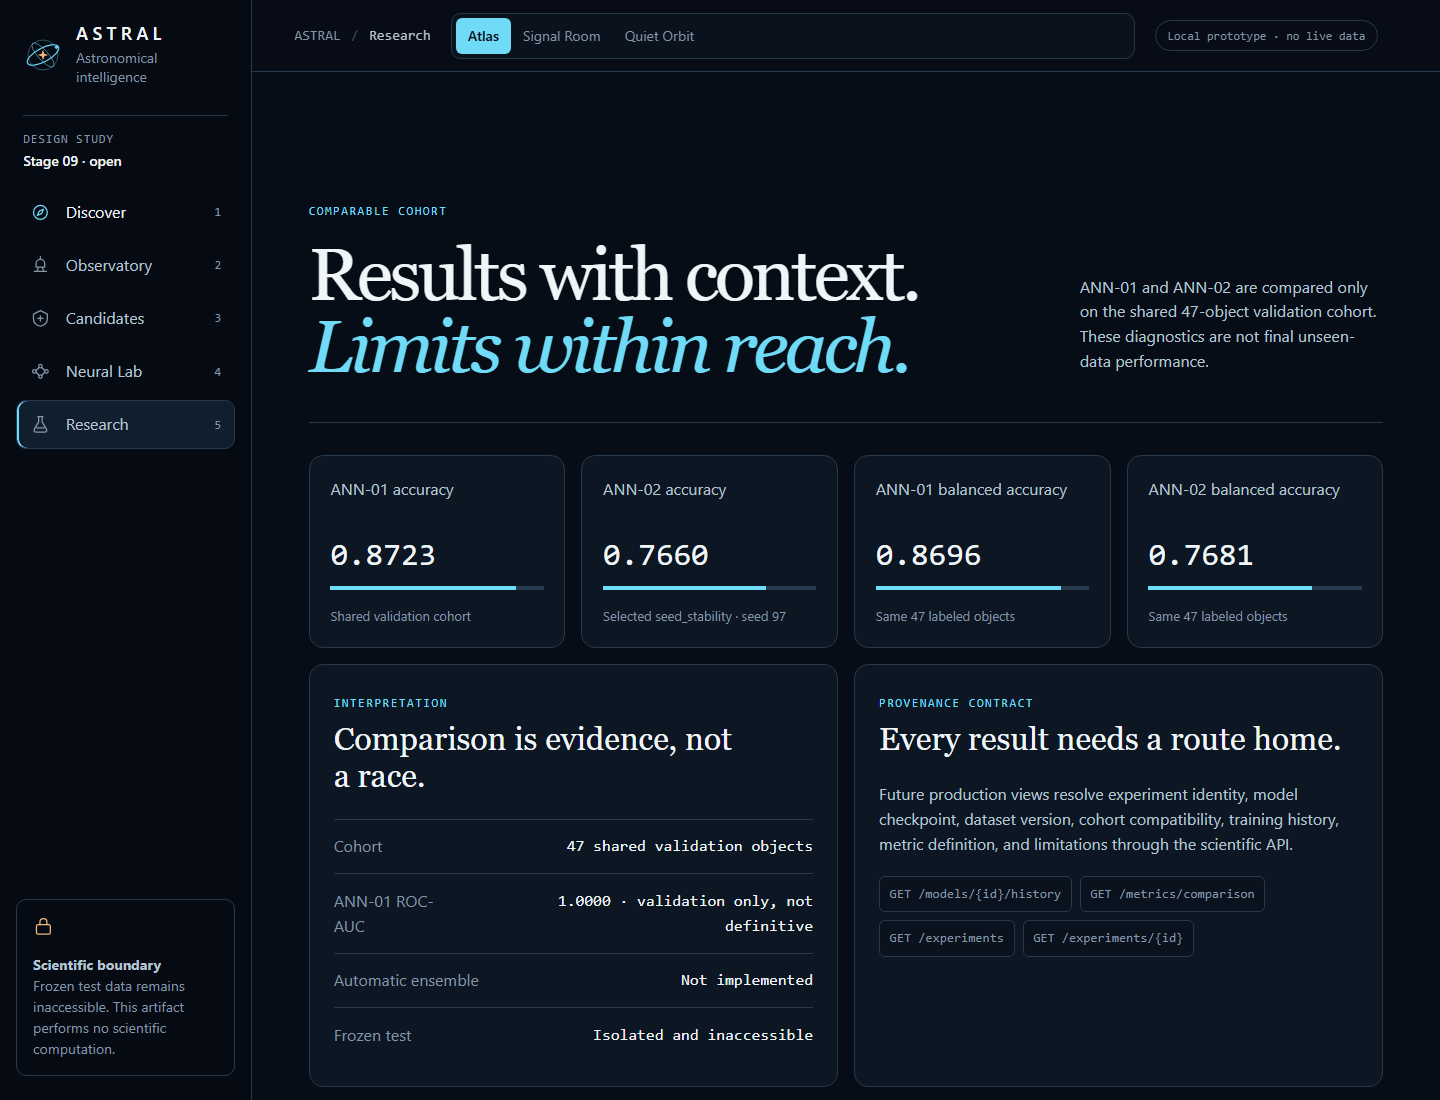 ASTRAL
Astronomical
intelligence
DESIGN STUDY
Stage 09 · open
Discover 1
Observatory 2
Candidates 3
Neural Lab 4
Research 5
Scientific boundary
Frozen test data remains
inaccessible. This artifact
performs no scientific
computation.
ASTRAL / Research
Atlas Signal Room Quiet Orbit
Local prototype · no live data
COMPARABLE COHORT
Results with context.
Limits within reach.
ANN-01 and ANN-02 are compared only
on the shared 47-object validation cohort.
These diagnostics are not final unseen-
data performance.
ANN-01 accuracy
0.8723
Shared validation cohort
ANN-02 accuracy
0.7660
Selected seed_stability · seed 97
ANN-01 balanced accuracy
0.8696
Same 47 labeled objects
ANN-02 balanced accuracy
0.7681
Same 47 labeled objects
INTERPRETATION
Comparison is evidence, not
a race.
Cohort 47 shared validation objects
ANN-01 ROC- 1.0000 · validation only, not
AUC definitive
Automatic ensemble Not implemented
Frozen test Isolated and inaccessible
PROVENANCE CONTRACT
Every result needs a route home.
Future production views resolve experiment identity, model
checkpoint, dataset version, cohort compatibility, training history,
metric definition, and limitations through the scientific API.
GET /models/{id}/history GET /metrics/comparison
GET /experiments GET /experiments/{id}